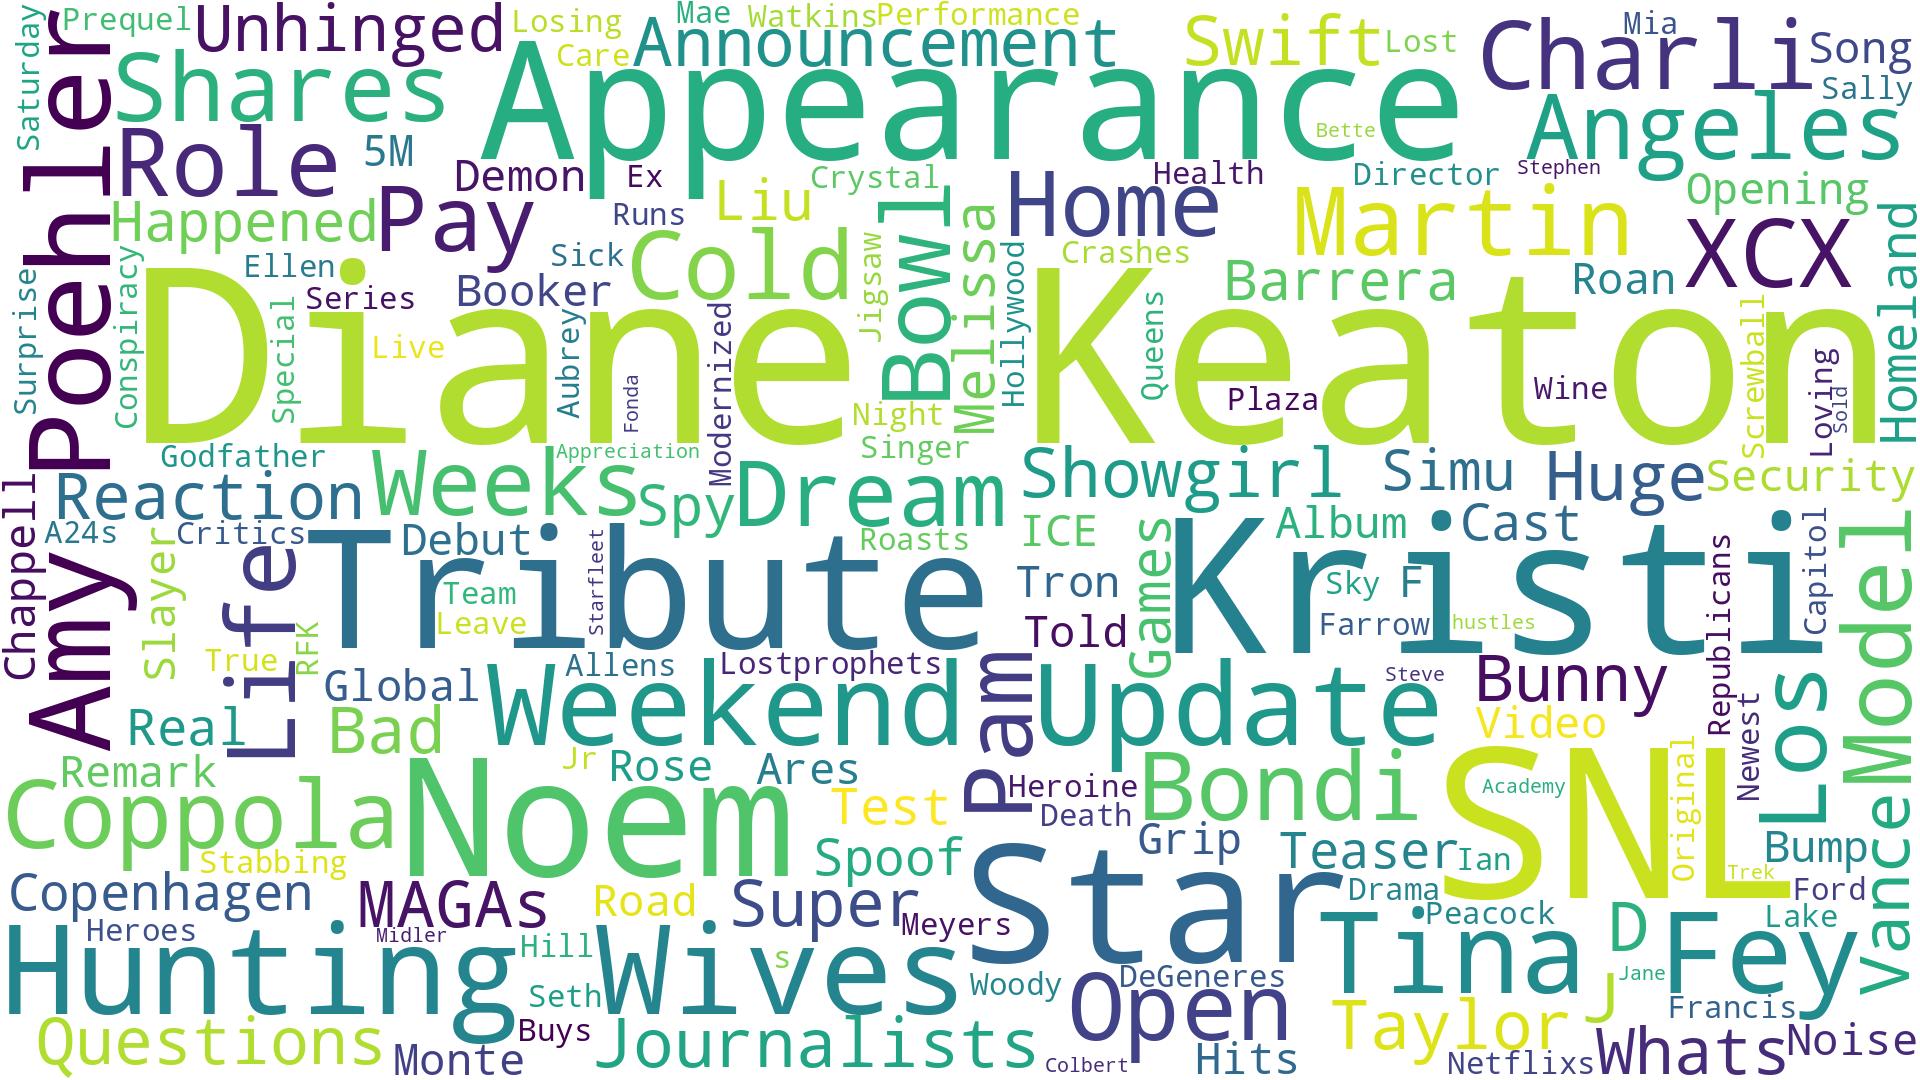 Saturday
Prequel
Unhinged
Losing
Mae
Watkins
Performance
Care
Announcement
Swift
Lost
Charli
Mia
Song
Sally
Poehler
Shares
Appearance
Bette
Angeles
Role
5M
Demon
Ex
Crystal
Health
Director
Stephen
Opening
Happened
Pay
Runs
Liu
Bowl
Melissa
Home
Martin
XCX
Homeland
Surprise
Conspiracy
Ellen
Sick
Cold
Jigsaw
Hollywood
Crashes
Barrera
Roan
Series
Booker
Special
Live
Aubrey
Fonda
Modernized
Queens
Screwball
Loving
Sold
Diane
Keaton
Plaza
Wine
Night
Singer
Godfather
Appreciation
Weeks
Spy
Dream
Showgirl
Simu
Huge
Security
Reaction
Chappell
A24s
Critics
Debut
Roasts
ICE
Album
Cast
Amy
Slayer
Life
RFK
Tribute
Starfleet
Team
Leave
Tron
Games
Kristi
Sky
F
Capitol
Republicans
Model
Told
Farrow
hustles
True
Global
Allens
Lostprophets
Pam
Steve
Bunny
Newest
Los
Real
Bad
Weekend
Update
Video
Remark
Jr
Rose
Ares
Heroine
Bondi
SNL
Academy
Original
Trek
Coppola
Noem
Test
Death
Grip
Teaser
Ian
Bump
Vance
Stabbing
Spoof
Star
Drama
Ford
Copenhagen
MAGAs
Road
Super
Meyers
Peacock
Lake
Heroes
Midler
Hunting
Hill
Wives
s
Tina
D
Fey
Seth
Woody
DeGeneres
Jane
J
Francis
Questions
Monte
Buys
Journalists
Open
Colbert
Hits
Taylor
Netflixs
Whats
Noise